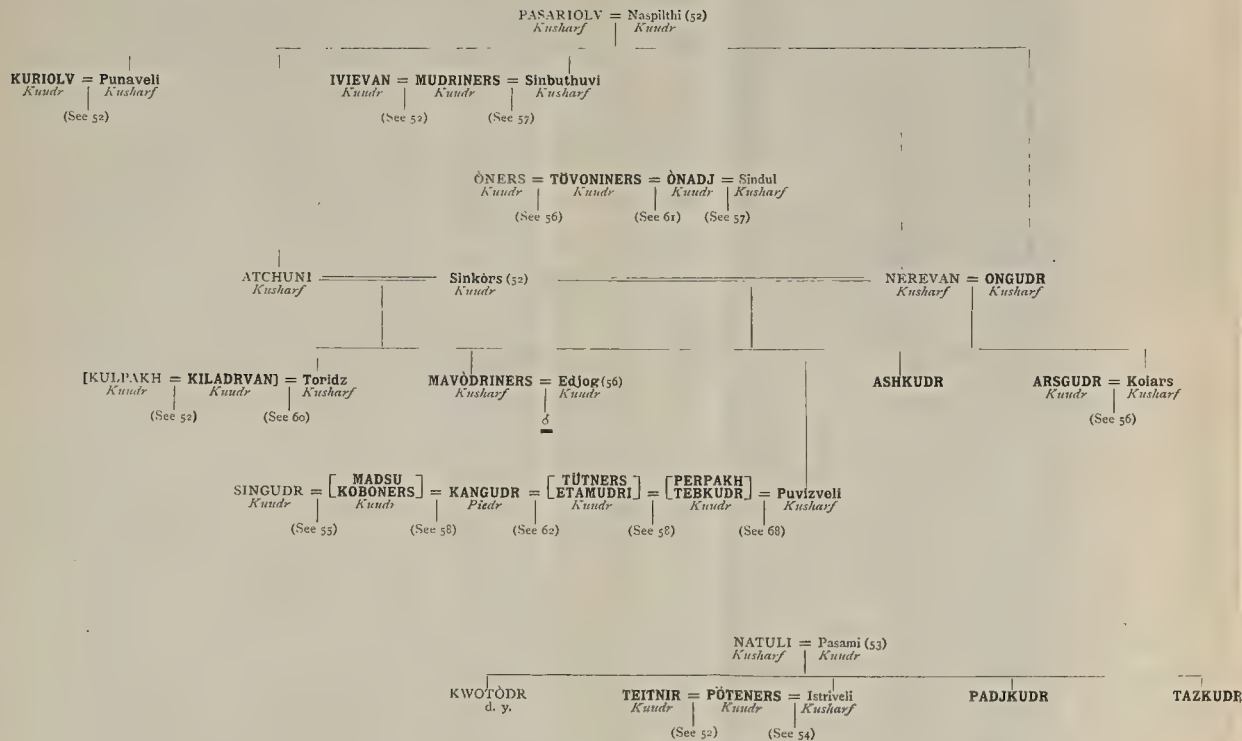 PASARIOLV = Naspilthi (52)
Kusharf Kuudr
KURIOLV = Punaveli IVIEVAN = MUDRINERS = Sinbuthuvi
Kuudr Kusharf Kuudr Kuudr Kusharf
(See 52) (See 52) (See 57)
ÒNERS = TÖVONINERS = ÒNADJ = Sindul
Kuudr Kuudr Kusharf
(See 56) (See 61) (See 57)
ATCHUNI Sinkòrs (52) NEREVAN = ONGUDR
Kusharf Kuudr Kusharf Kusharf
[KULPAKH = KILADRVAN] = Toridz MAVÒDRINERS = Edjog (56) ASHKUDR ARSGUDR = Koiars
Kuudr Kuudr Kusharf Kusharf Kuudr Kuudr Kusharf
(See 52) (See 60) ♂ (See 56)
SINGUDR = [MADSU KOBONERS] = KANGUDR = [TÜTNERS ETAMUDRI] = [PERPAKH TEBKUDR] = Puvizveli
Kuudr Kuudr Piedr Kuudr Kuudr Kusharf
(See 55) (See 58) (See 62) (See 58) (See 68)
NATULI = Pasami (53)
Kusharf Kuudr
KWOTÒDR TEITNIR = PÖTENERS = Istriveli PADJKUDR TAZKUDR
d. y. Kuudr Kuudr Kusharf
(See 52) (See 54)